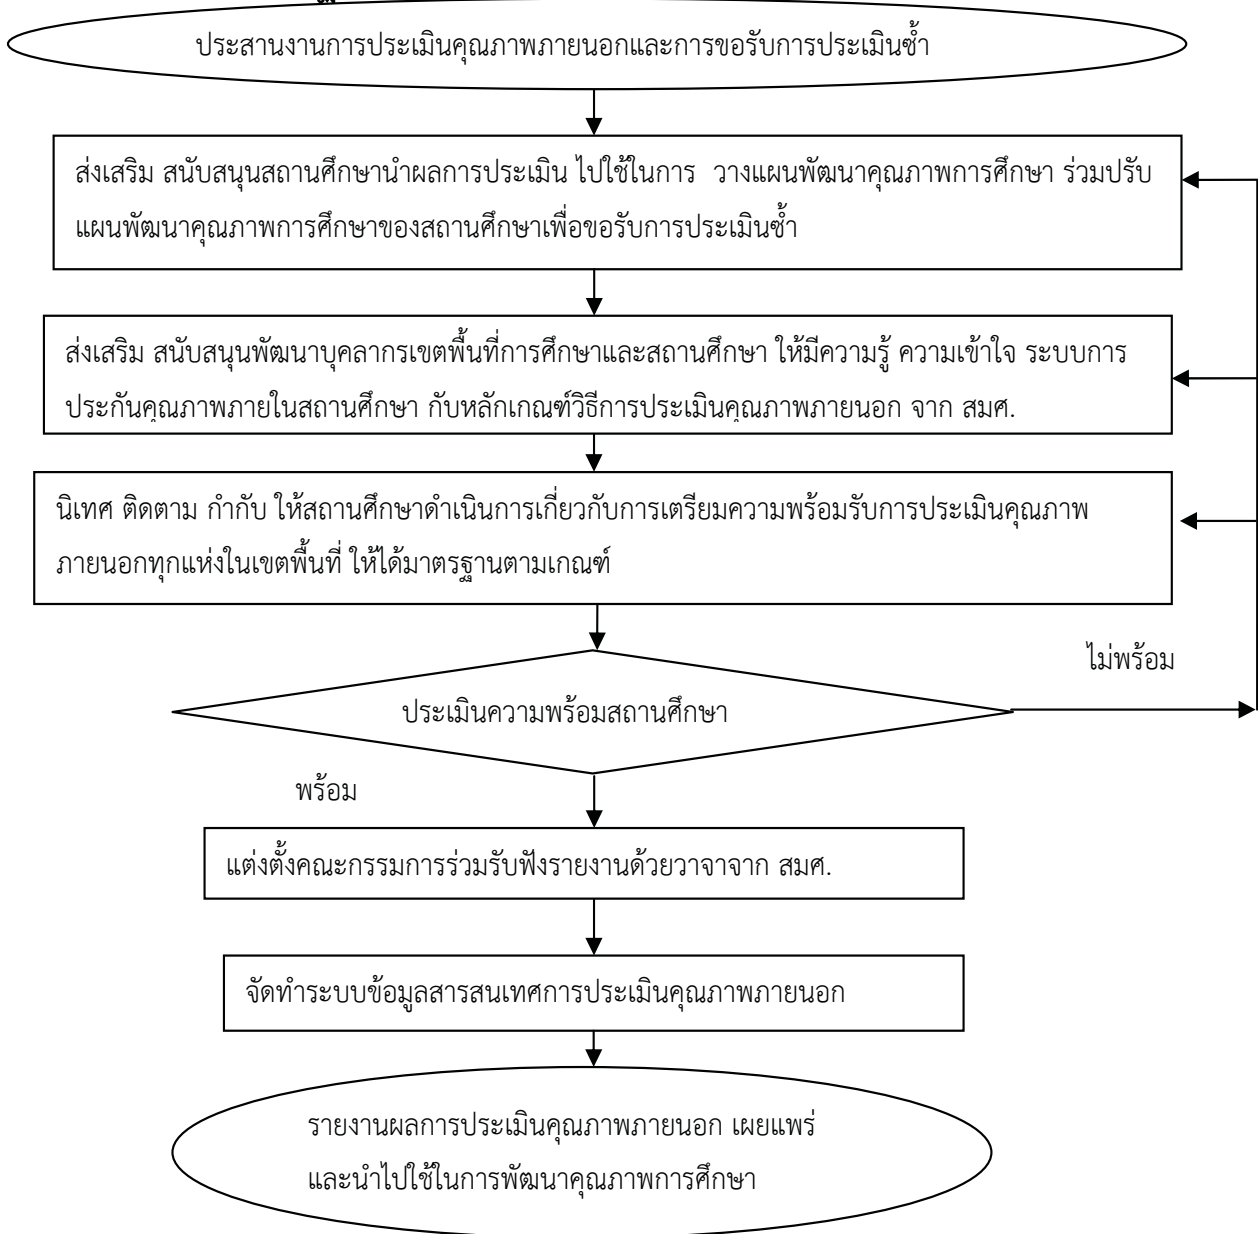 ประสานงานการประเมินคุณภาพภายนอกและการขอรับการประเมินซ้ำ
ส่งเสริม สนับสนุนสถานศึกษานำผลการประเมิน ไปใช้ในการ วางแผนพัฒนาคุณภาพการศึกษา ร่วมปรับ
แผนพัฒนาคุณภาพการศึกษาของสถานศึกษาเพื่อขอรับการประเมินซ้ำ
ส่งเสริม สนับสนุนพัฒนาบุคลากรเขตพื้นที่การศึกษาและสถานศึกษา ให้มีความรู้ ความเข้าใจ ระบบการ
ประกันคุณภาพภายในสถานศึกษา กับหลักเกณฑ์วิธีการประเมินคุณภาพภายนอก จาก สมศ.
นิเทศ ติดตาม กำกับ ให้สถานศึกษาดำเนินการเกี่ยวกับการเตรียมความพร้อมรับการประเมินคุณภาพ
ภายนอกทุกแห่งในเขตพื้นที่ ให้ได้มาตรฐานตามเกณฑ์
ไม่พร้อม
ประเมินความพร้อมสถานศึกษา
พร้อม
แต่งตั้งคณะกรรมการร่วมรับฟังรายงานด้วยวาจาจาก สมศ.
จัดทำระบบข้อมูลสารสนเทศการประเมินคุณภาพภายนอก
รายงานผลการประเมินคุณภาพภายนอก เผยแพร่
และนำไปใช้ในการพัฒนาคุณภาพการศึกษา